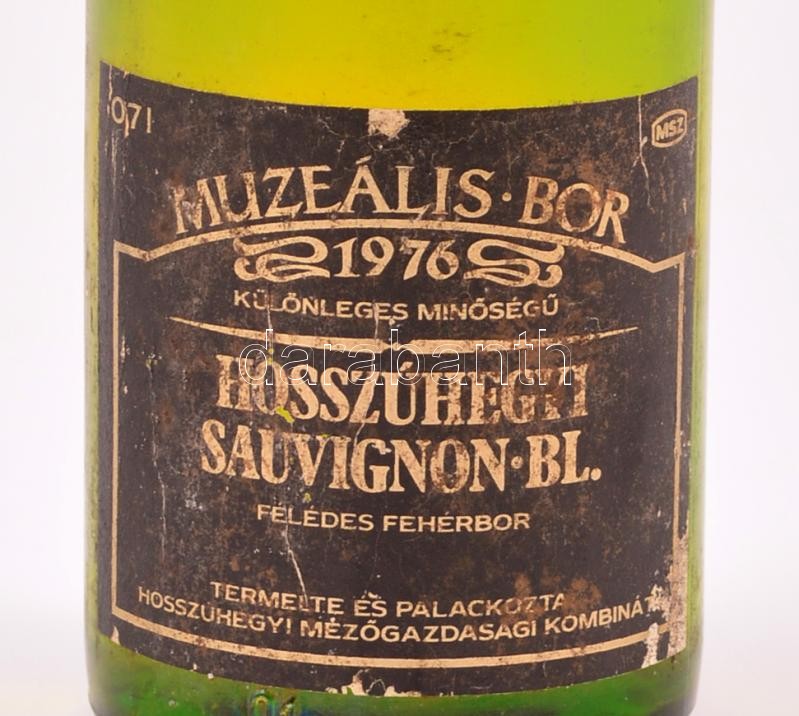 0,7 l
MSZ
MUZEÁLIS · BOR
1976
KÜLÖNLEGES MINŐSÉGŰ
darabanth
HOSSZÚHEGYI
SAUVIGNON · BL.
FÉLÉDES FEHÉRBOR
TERMELTE ÉS PALACKOZTA
HOSSZÚHEGYI MEZŐGAZDASÁGI KOMBINÁT